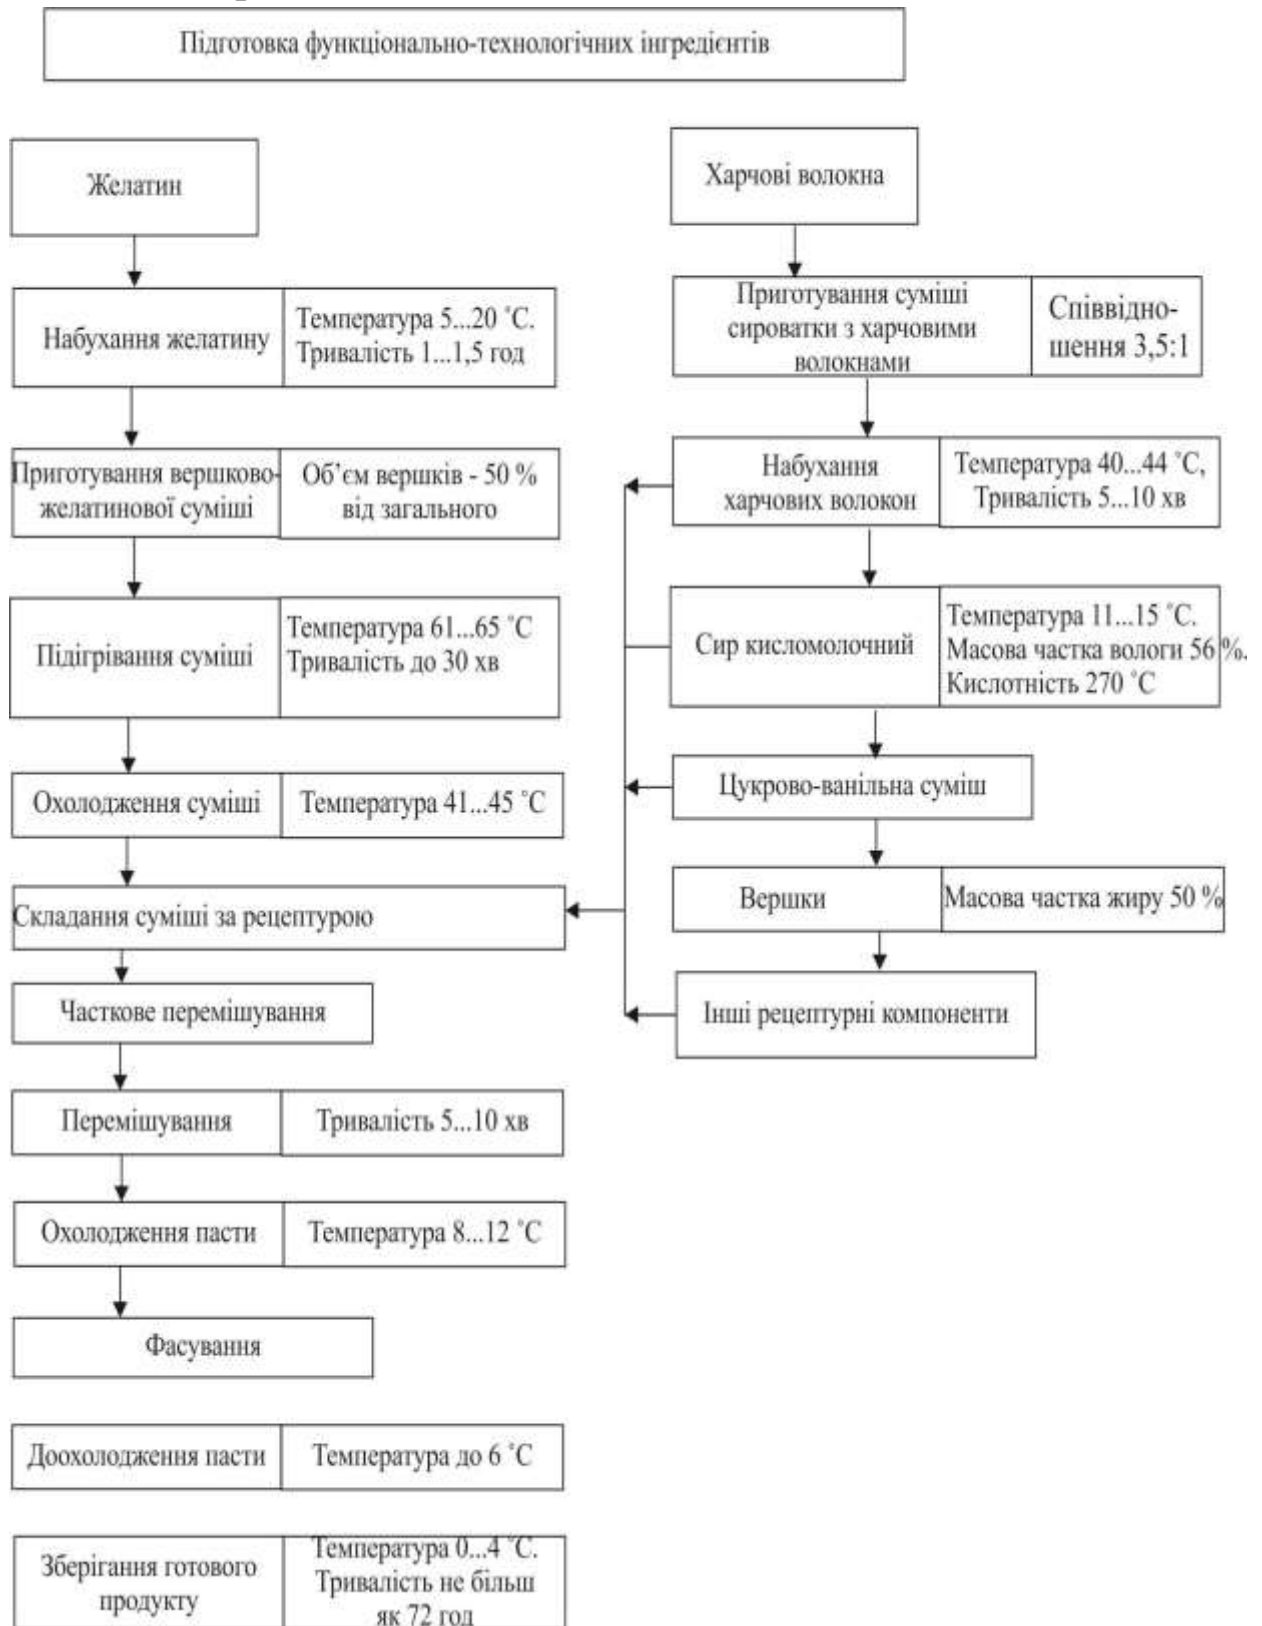 Підготовка функціонально-технологічних інгредієнтів
Желатин
Набухання желатину
Температура 5...20 ˚С.
Тривалість 1...1,5 год
Приготування вершково-
желатинової суміші
Об’єм вершків - 50 %
від загального
Підігрівання суміші
Температура 61...65 ˚С
Тривалість до 30 хв
Охолодження суміші
Температура 41...45 ˚С
Складання суміші за рецептурою
Часткове перемішування
Перемішування
Тривалість 5...10 хв
Охолодження пасти
Температура 8...12 ˚С
Фасування
Доохолодження пасти
Температура до 6 ˚С
Зберігання готового
продукту
Температура 0...4 ˚С.
Тривалість не більш
як 72 год
Харчові волокна
Приготування суміші
сироватки з харчовими
волокнами
Співвідно-
шення 3,5:1
Набухання
харчових волокон
Температура 40...44 ˚С,
Тривалість 5...10 хв
Сир кисломолочний
Температура 11...15 ˚С.
Масова частка вологи 56 %.
Кислотність 270 ˚С
Цукрово-ванільна суміш
Вершки
Масова частка жиру 50 %
Інші рецептурні компоненти